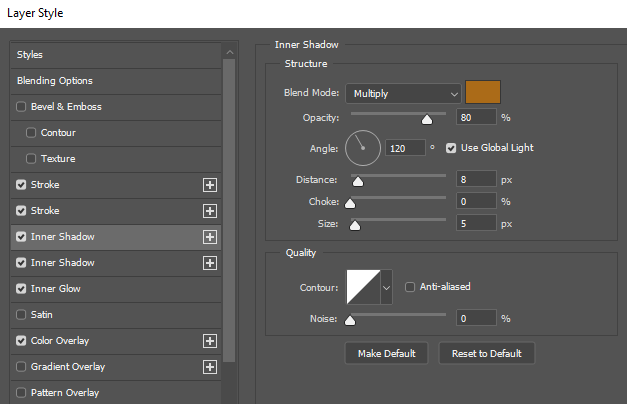 Layer Style
Styles
Blending Options
Bevel & Emboss
Contour
Texture
Stroke
Stroke
Inner Shadow
Inner Shadow
Inner Glow
Satin
Color Overlay
Gradient Overlay
Pattern Overlay
Inner Shadow
Structure
Blend Mode: Multiply
Opacity: 80 %
Angle: 120 ° Use Global Light
Distance: 8 px
Choke: 0 %
Size: 5 px
Quality
Contour: Anti-aliased
Noise: 0 %
Make Default Reset to Default